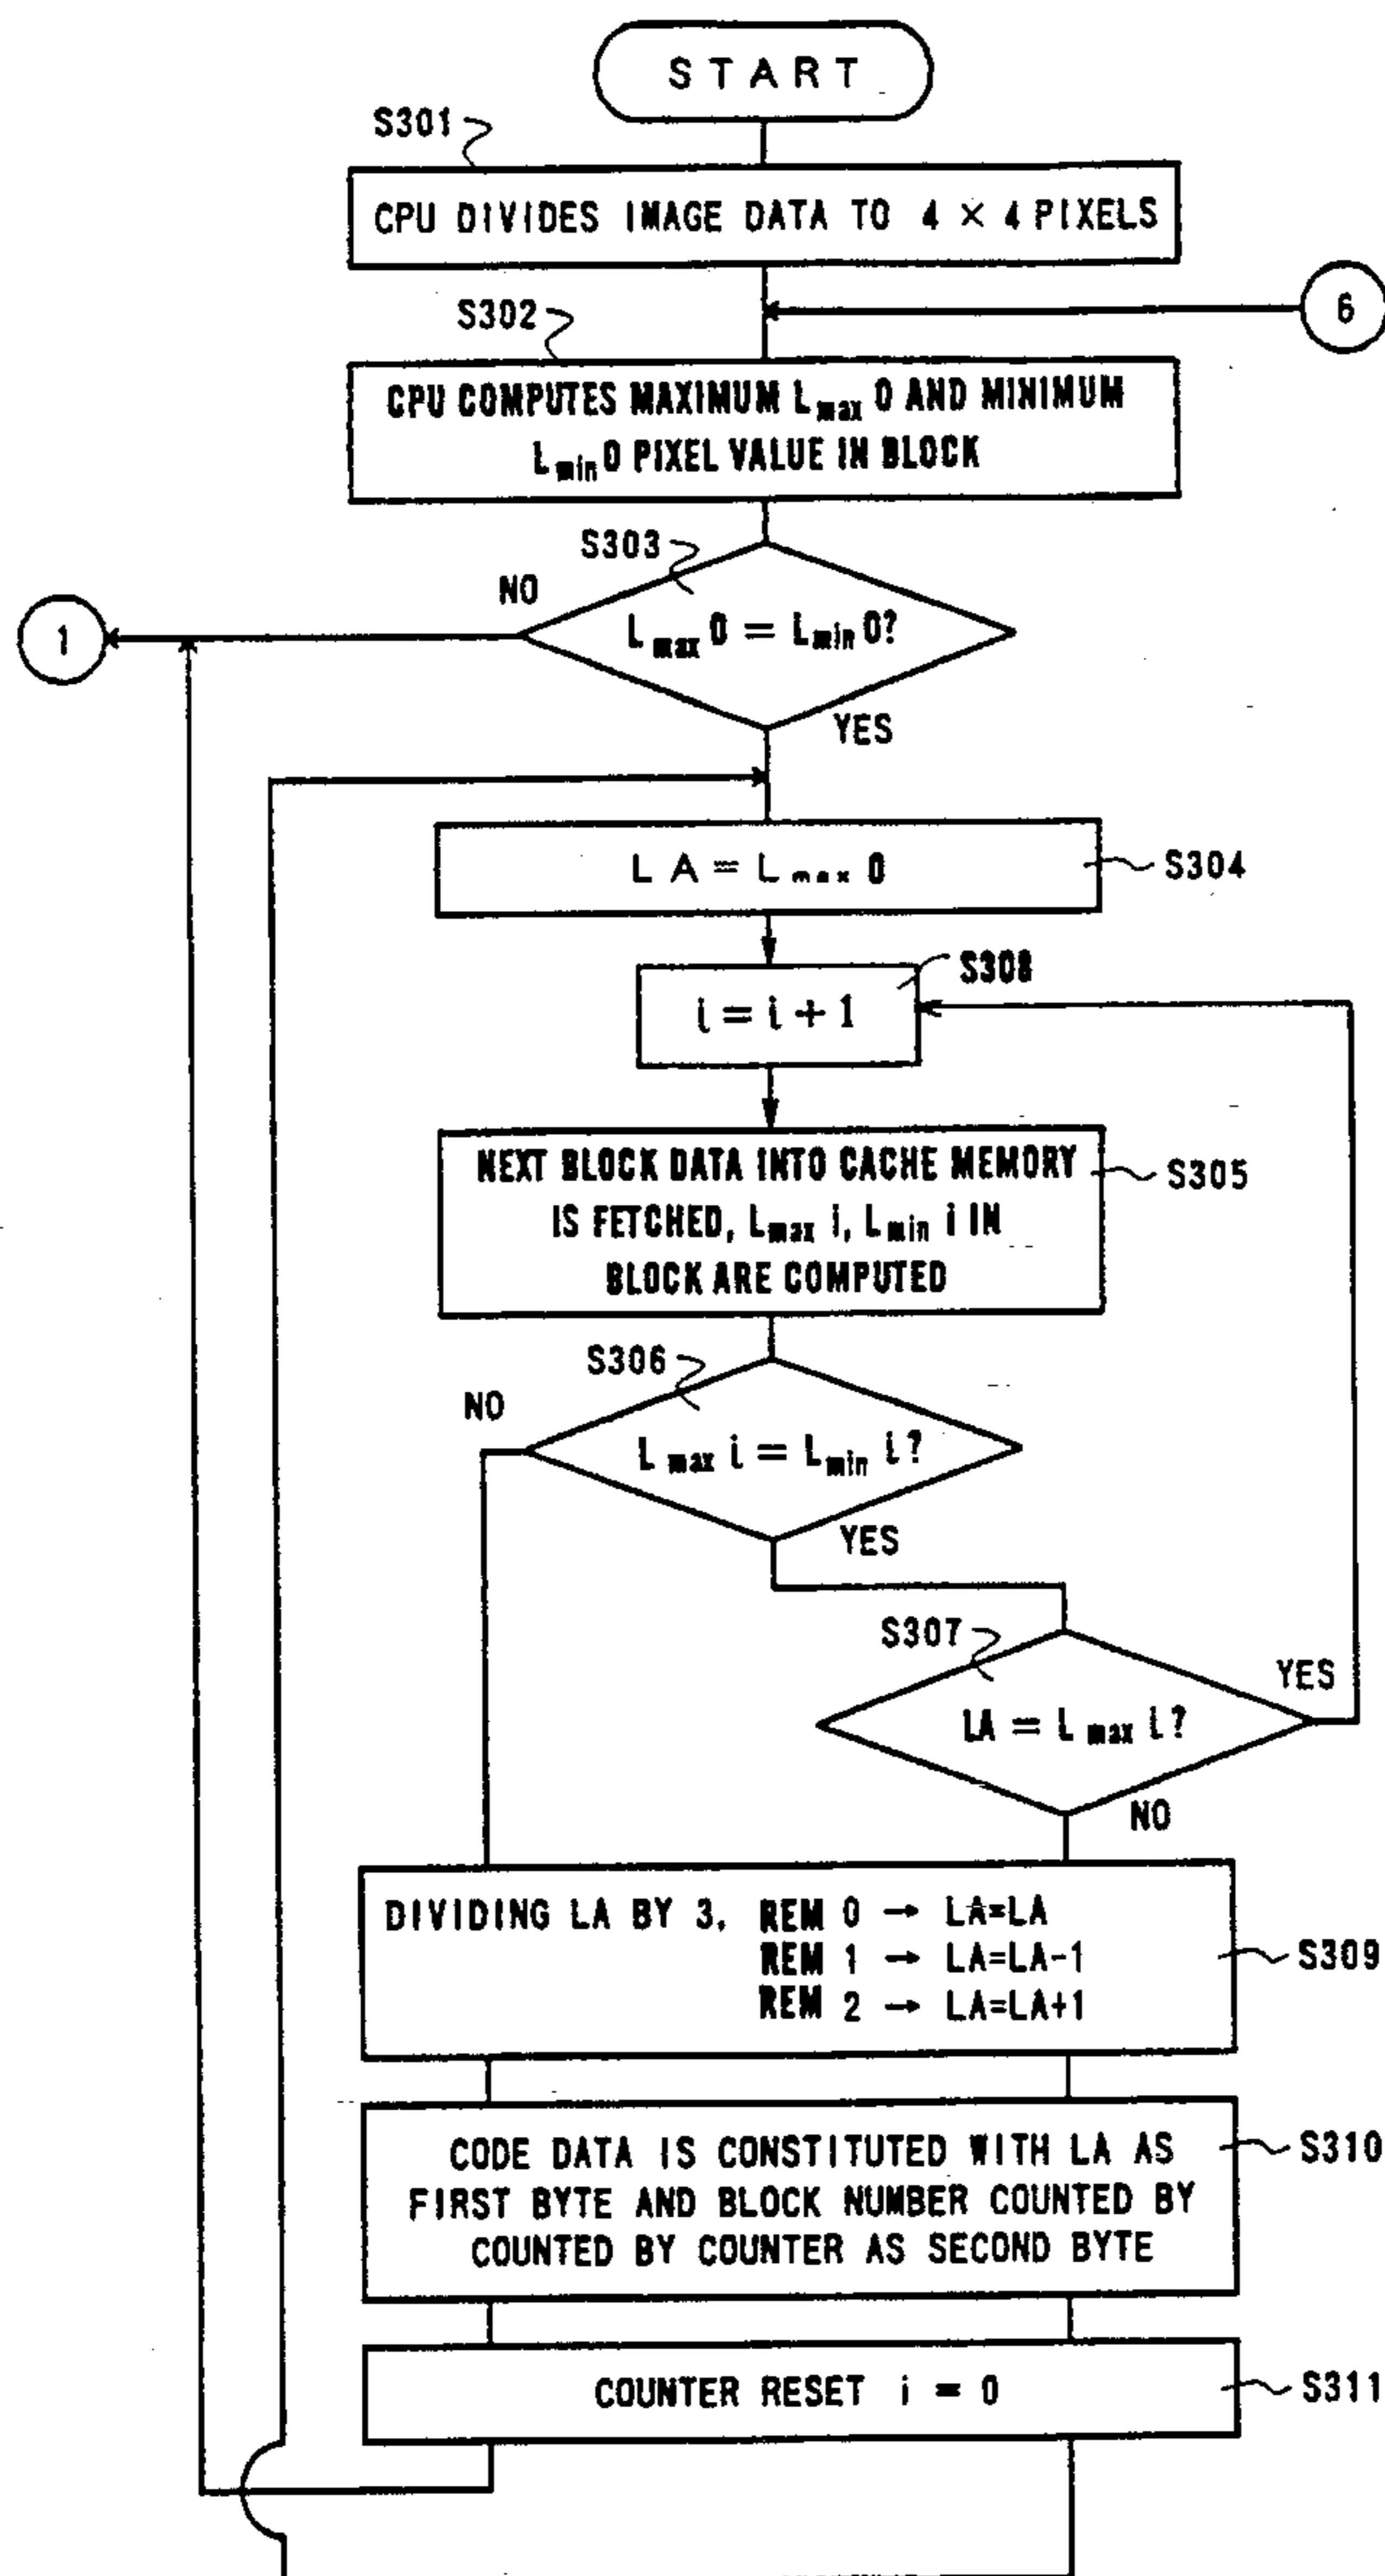 START
S301
CPU DIVIDES IMAGE DATA TO 4 × 4 PIXELS
6
S302
CPU COMPUTES MAXIMUM Lmax 0 AND MINIMUM
Lmin 0 PIXEL VALUE IN BLOCK
S303
NO
1
Lmax 0 = Lmin 0?
YES
LA = Lmax 0
S304
S308
i = i + 1
NEXT BLOCK DATA INTO CACHE MEMORY
S305
IS FETCHED, Lmax i, Lmin i IN
BLOCK ARE COMPUTED
S306
NO
Lmax i = Lmin i?
YES
S307
YES
LA = Lmax i?
NO
DIVIDING LA BY 3, REM 0 → LA=LA
REM 1 → LA=LA-1
S309
REM 2 → LA=LA+1
CODE DATA IS CONSTITUTED WITH LA AS
S310
FIRST BYTE AND BLOCK NUMBER COUNTED BY
COUNTED BY COUNTER AS SECOND BYTE
COUNTER RESET i = 0
S311